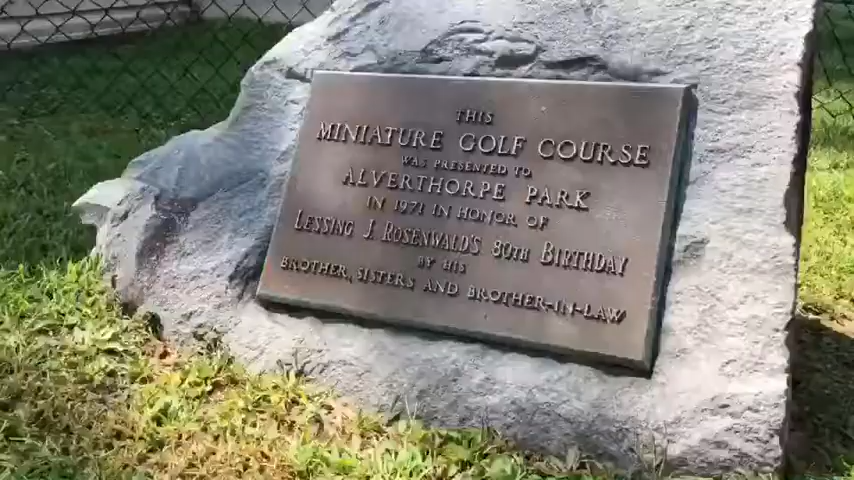 THIS
MINIATURE GOLF COURSE
WAS PRESENTED TO
ALVERTHORPE PARK
IN 1971 IN HONOR OF
LESSING J. ROSENWALD'S 80TH BIRTHDAY
BY HIS
BROTHER, SISTERS AND BROTHER-IN-LAW